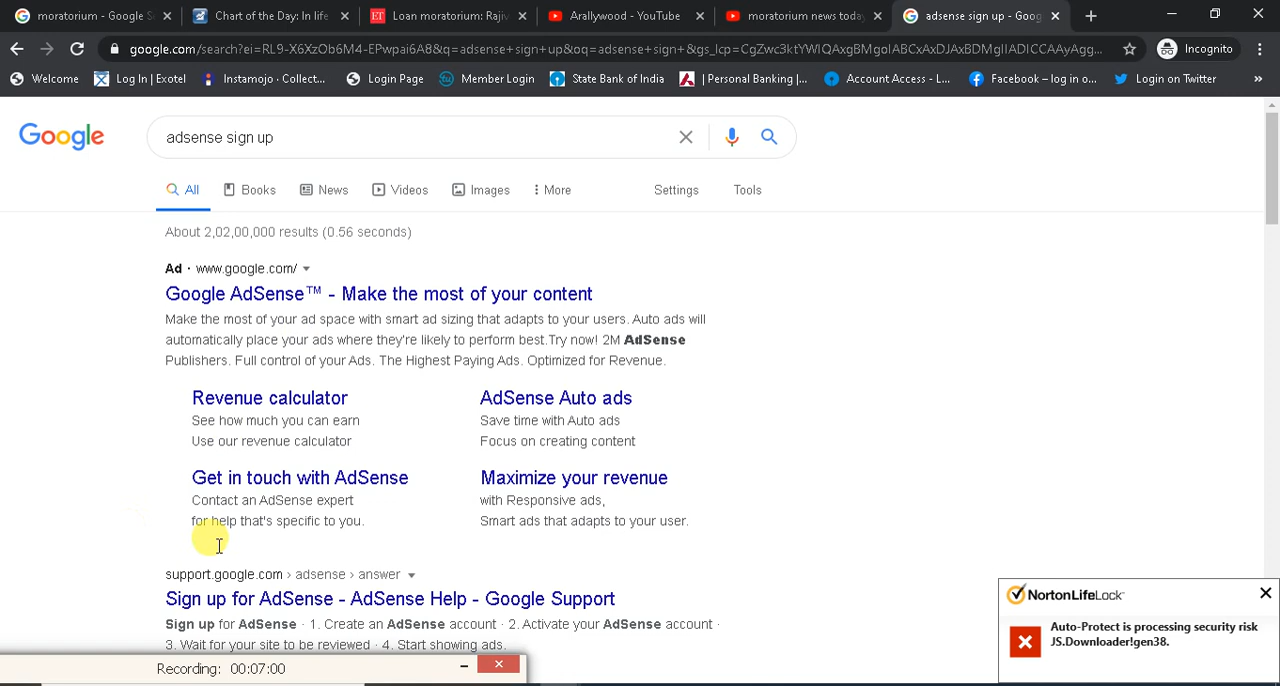 moratorium - Google S
Chart of the Day: In life
Loan moratorium: Rajiv
Arallywood - YouTube
moratorium news today
adsense sign up - Goog
google.com/search?ei=RL9-X6XzOb6M4-EPwpai6A8&q=adsense+sign+up&oq=adsense+sign+&gs_lcp=CgZwc3ktYWIQAxgBMgoIABCxAxDJAxBDMgIIADICCAAyAgg...
Incognito
Welcome
Log In | Exotel
Instamojo - Collect...
Login Page
Member Login
State Bank of India
| Personal Banking |...
Account Access - L...
Facebook – log in o...
Login on Twitter
»
Google
adsense sign up
All
Books
News
Videos
Images
More
Settings
Tools
About 2,02,00,000 results (0.56 seconds)
Ad · www.google.com/
Google AdSense™ - Make the most of your content
Make the most of your ad space with smart ad sizing that adapts to your users. Auto ads will
automatically place your ads where they're likely to perform best.Try now! 2M AdSense
Publishers. Full control of your Ads. The Highest Paying Ads. Optimized for Revenue.
Revenue calculator
See how much you can earn
Use our revenue calculator
AdSense Auto ads
Save time with Auto ads
Focus on creating content
Get in touch with AdSense
Contact an AdSense expert
for help that's specific to you.
Maximize your revenue
with Responsive ads,
Smart ads that adapts to your user.
support.google.com › adsense › answer
Sign up for AdSense - AdSense Help - Google Support
Sign up for AdSense · 1. Create an AdSense account · 2. Activate your AdSense account ·
3. Wait for your site to be reviewed · 4. Start showing ads.
Recording: 00:07:00
NortonLifeLock
Auto-Protect is processing security risk
JS.Downloader!gen38.